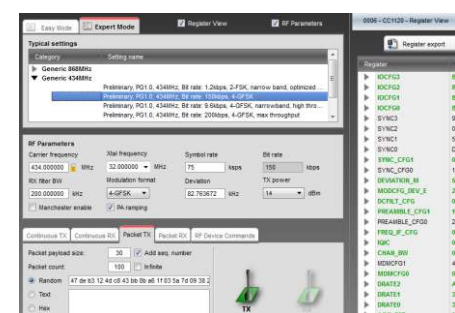 Easy Mode
Expert Mode
Register View
RF Parameters
Typical settings
Category
Setting name
Generic 868MHz
Generic 434MHz
Preliminary, PG1.0, 434MHz, Bit rate: 1.2kbps, 2-FSK, narrow band, optimized ...
Preliminary, PG1.0, 434MHz, Bit rate: 150kbps, 4-GFSK
Preliminary, PG1.0, 434MHz, Bit rate: 9.6kbps, 4-GFSK, narrowband, high thro...
Preliminary, PG1.0, 434MHz, Bit rate: 200kbps, 4-GFSK, max throughput
RF Parameters
Carrier frequency
Xtal frequency
Symbol rate
Bit rate
434.000000 MHz
32.000000 MHz
75 ksps
150 kbps
RX filter BW
Modulation format
Deviation
TX power
200.000000 kHz
4-GFSK
82.763672 kHz
14 dBm
Manchester enable
PA ramping
Continuous TX
Continuous RX
Packet TX
Packet RX
RF Device Commands
Packet payload size:
30
Add seq. number
Packet count:
100
Infinite
Random
47 de b3 12 4d c8 43 bb 8b a6 1f 03 5a 7d 09 38 2
Text
Hex
TX
0006 - CC1120 - Register View
Register export
Register
IOCFG3
IOCFG2
IOCFG1
IOCFG0
SYNC3
SYNC2
SYNC1
SYNC0
SYNC_CFG1
SYNC_CFG0
DEVIATION_M
MODCFG_DEV_E
DCFILT_CFG
PREAMBLE_CFG1
PREAMBLE_CFG0
FREQ_IF_CFG
IQIC
CHAN_BW
MDMCFG1
MDMCFG0
DRATE2
DRATE1
DRATE0